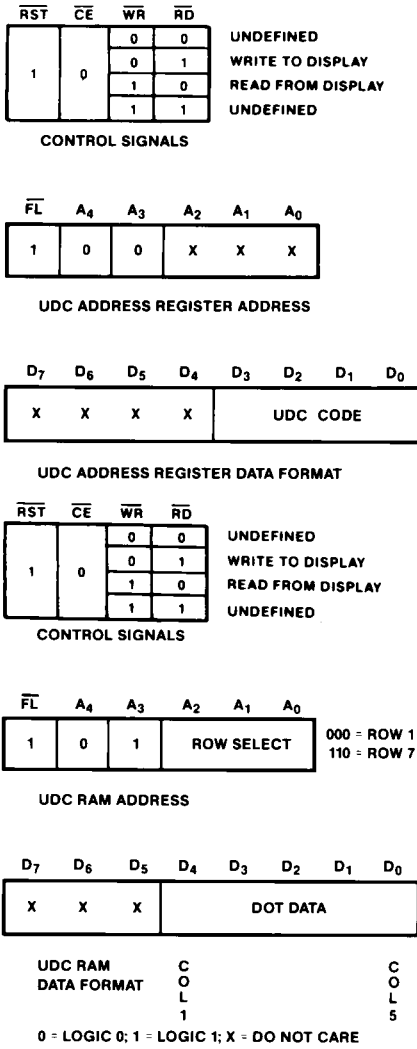 RST CE WR RD
0 0 UNDEFINED
0 1 WRITE TO DISPLAY
1 0 1 0 READ FROM DISPLAY
1 1 UNDEFINED
CONTROL SIGNALS
FL A4 A3 A2 A1 A0
1 0 0 X X X
UDC ADDRESS REGISTER ADDRESS
D7 D6 D5 D4 D3 D2 D1 D0
X X X X UDC CODE
UDC ADDRESS REGISTER DATA FORMAT
RST CE WR RD
0 0 UNDEFINED
0 1 WRITE TO DISPLAY
1 0 1 0 READ FROM DISPLAY
1 1 UNDEFINED
CONTROL SIGNALS
FL A4 A3 A2 A1 A0
1 0 1 ROW SELECT 000 = ROW 1
110 = ROW 7
UDC RAM ADDRESS
D7 D6 D5 D4 D3 D2 D1 D0
X X X DOT DATA
UDC RAM
DATA FORMAT
COL 1
COL 5
0 = LOGIC 0; 1 = LOGIC 1; X = DO NOT CARE